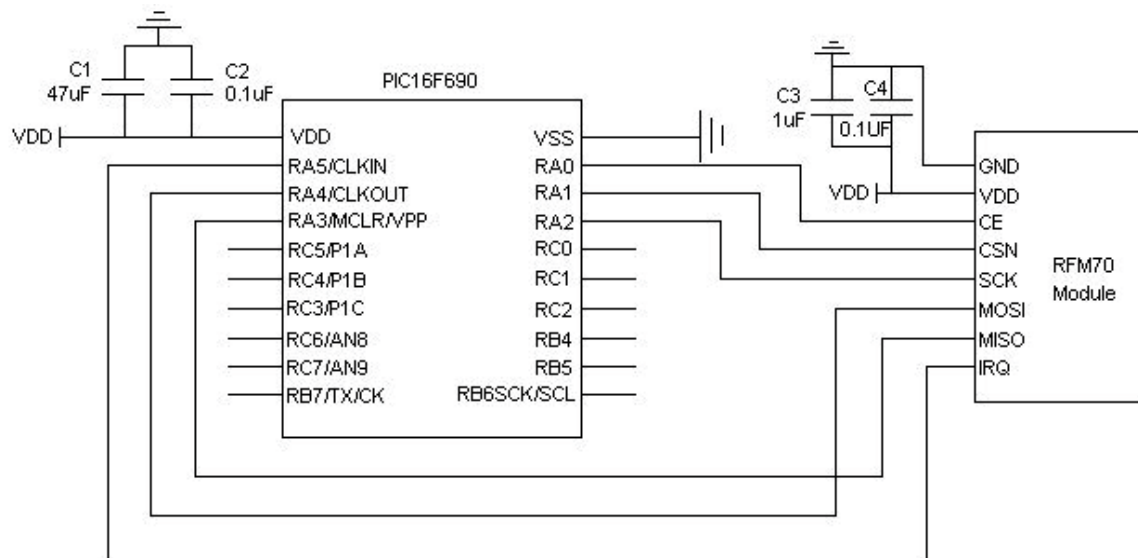 C1
47uF
C2
0.1uF
PIC16F690
VDD
VDD
RA5/CLKIN
RA4/CLKOUT
RA3/MCLR/VPP
RC5/P1A
RC4/P1B
RC3/P1C
RC6/AN8
RC7/AN9
RB7/TX/CK
VSS
RA0
RA1
RA2
RC0
RC1
RC2
RB4
RB5
RB6SCK/SCL
C3
1uF
C4
0.1UF
VDD
GND
VDD
CE
CSN
SCK
MOSI
MISO
IRQ
RFM70
Module